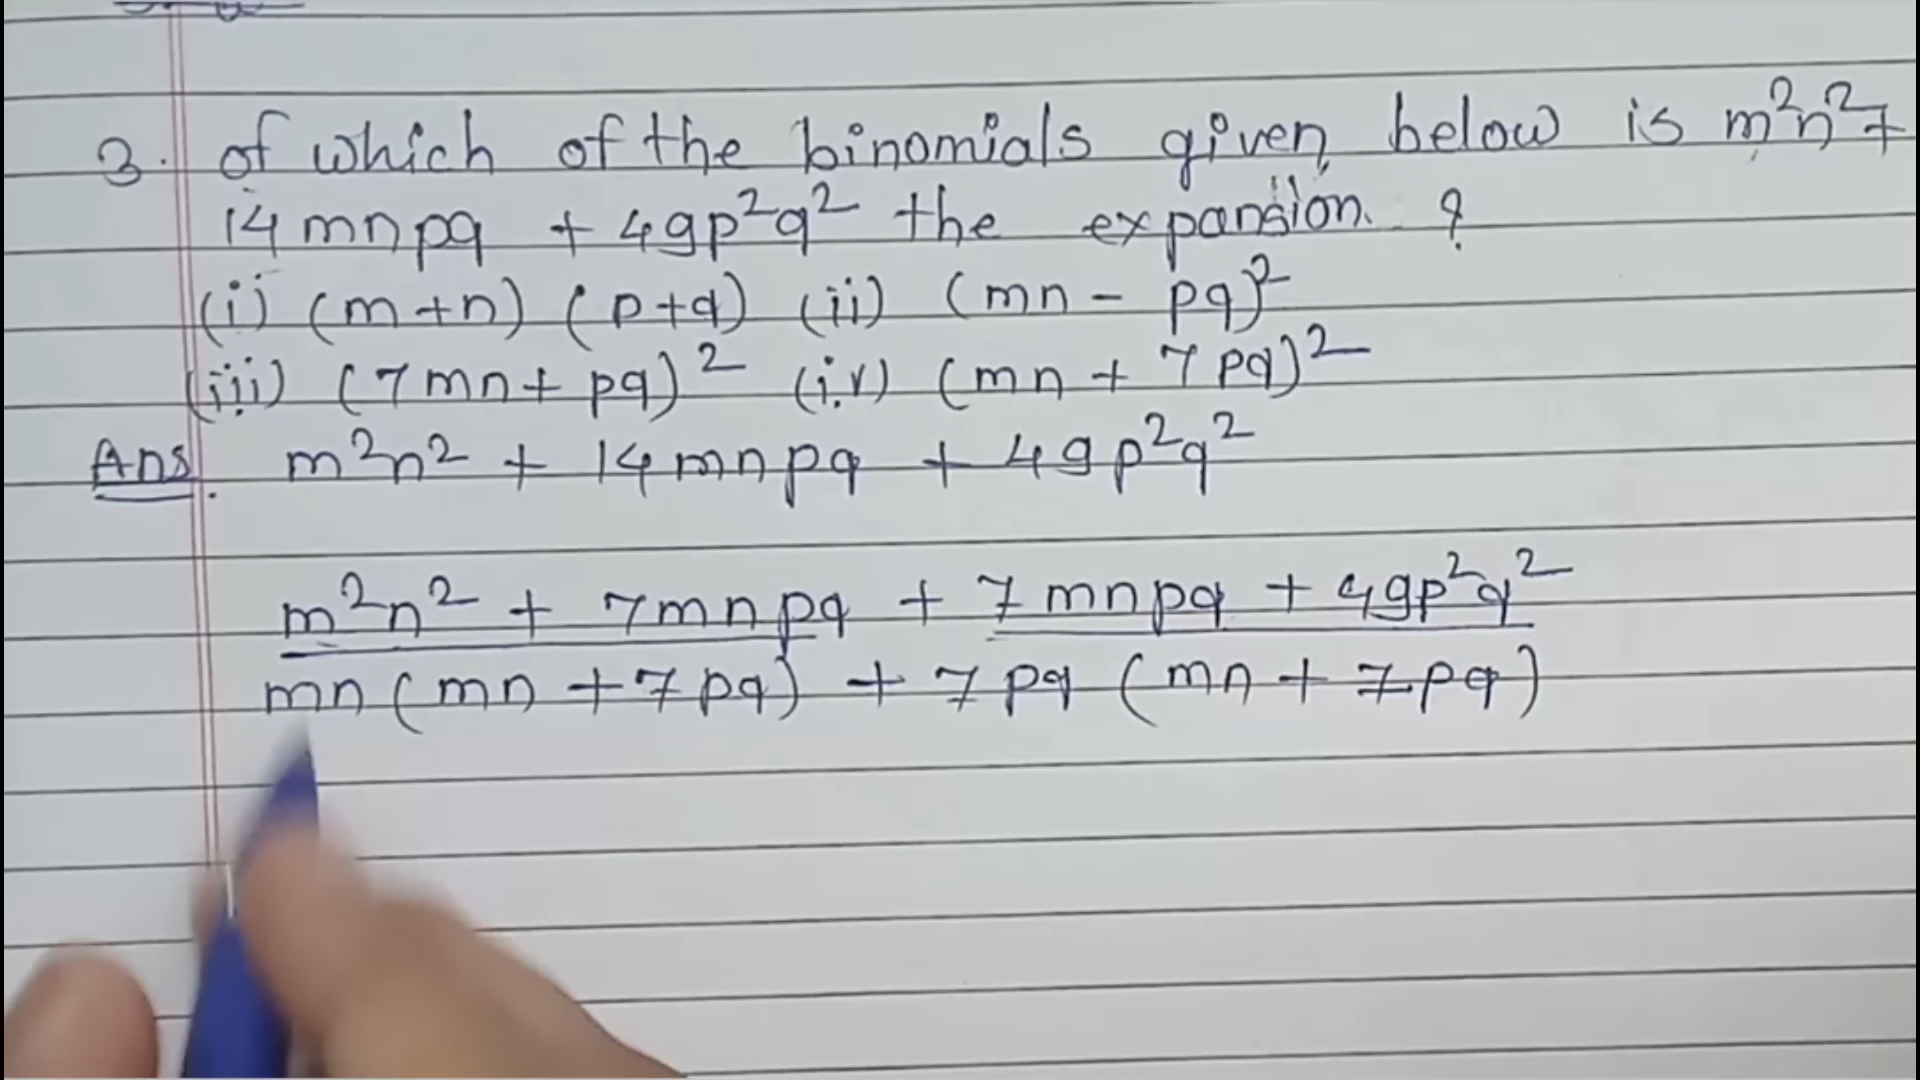 3. of which of the binomials given below is m²n²+
14mnpq + 49p²q² the expansion. ?
(i) (m+n) (p+q) (ii) (mn - pq)²
(iii) (7mn+pq)² (iv) (mn + 7pq)²
Ans. m²n² + 14mnpq + 49p²q²
m²n² + 7mnpq + 7mnpq + 49p²q²
mn(mn +7pq) + 7pq (mn + 7pq)